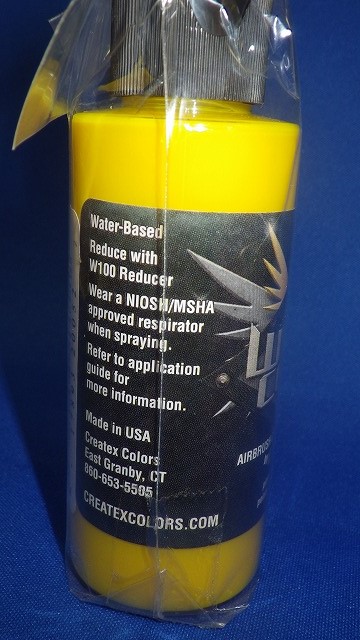 Water-Based
Reduce with
W100 Reducer
Wear a NIOSH/MSHA
approved respirator
when spraying.
Refer to application
guide for
more information.
Made in USA
Createx Colors
East Granby, CT
860-653-5505
CREATEXCOLORS.COM